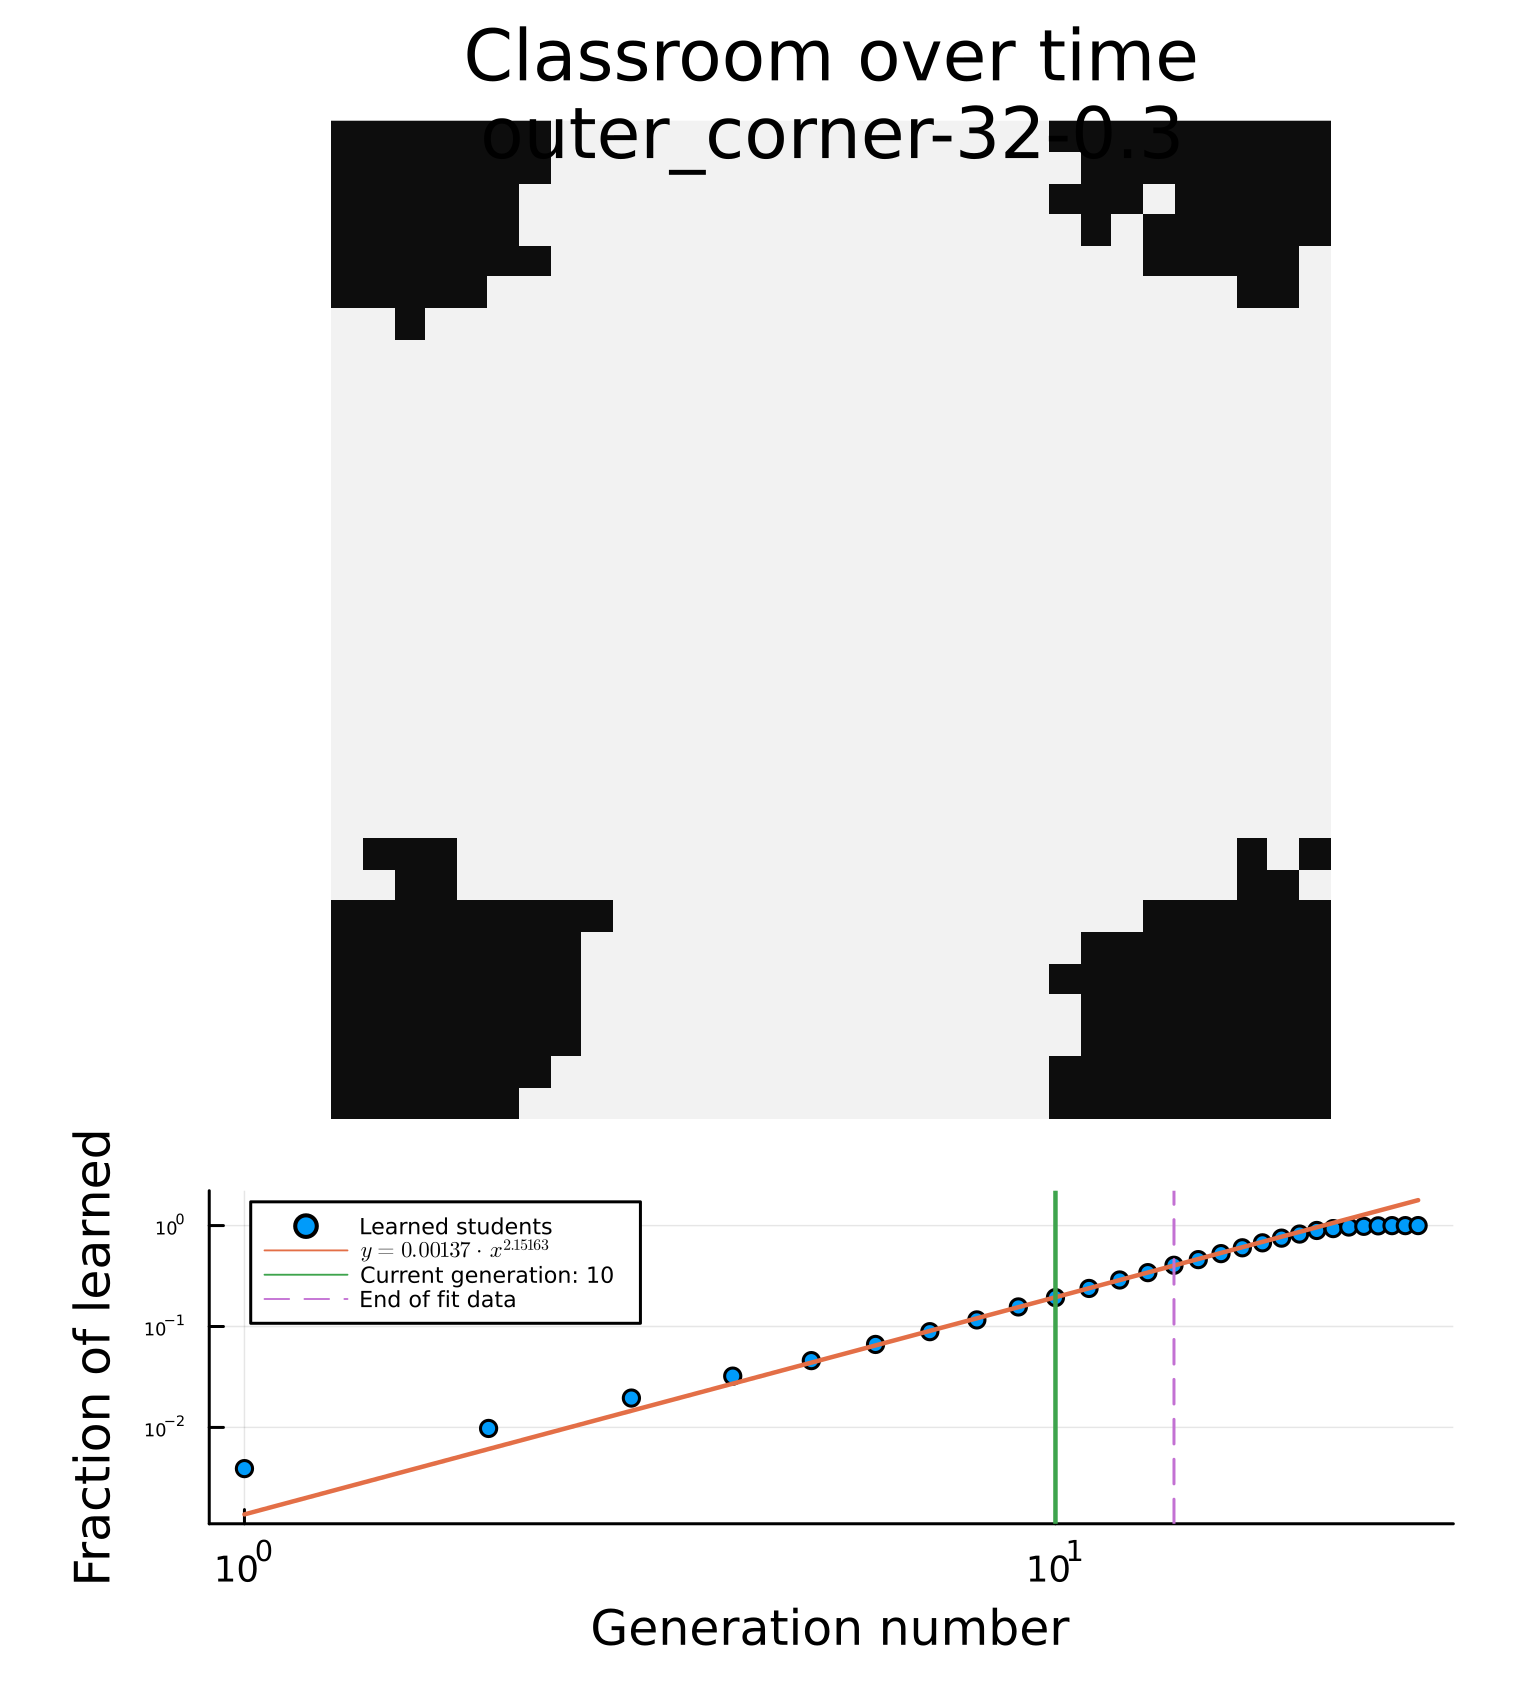 Classroom over time
outer_corner-32-0.3
Fraction of learned
10^0
10^−1
10^−2
Learned students
y = 0.00137 · x^2.15163
Current generation: 10
End of fit data
10^0
10^1
Generation number